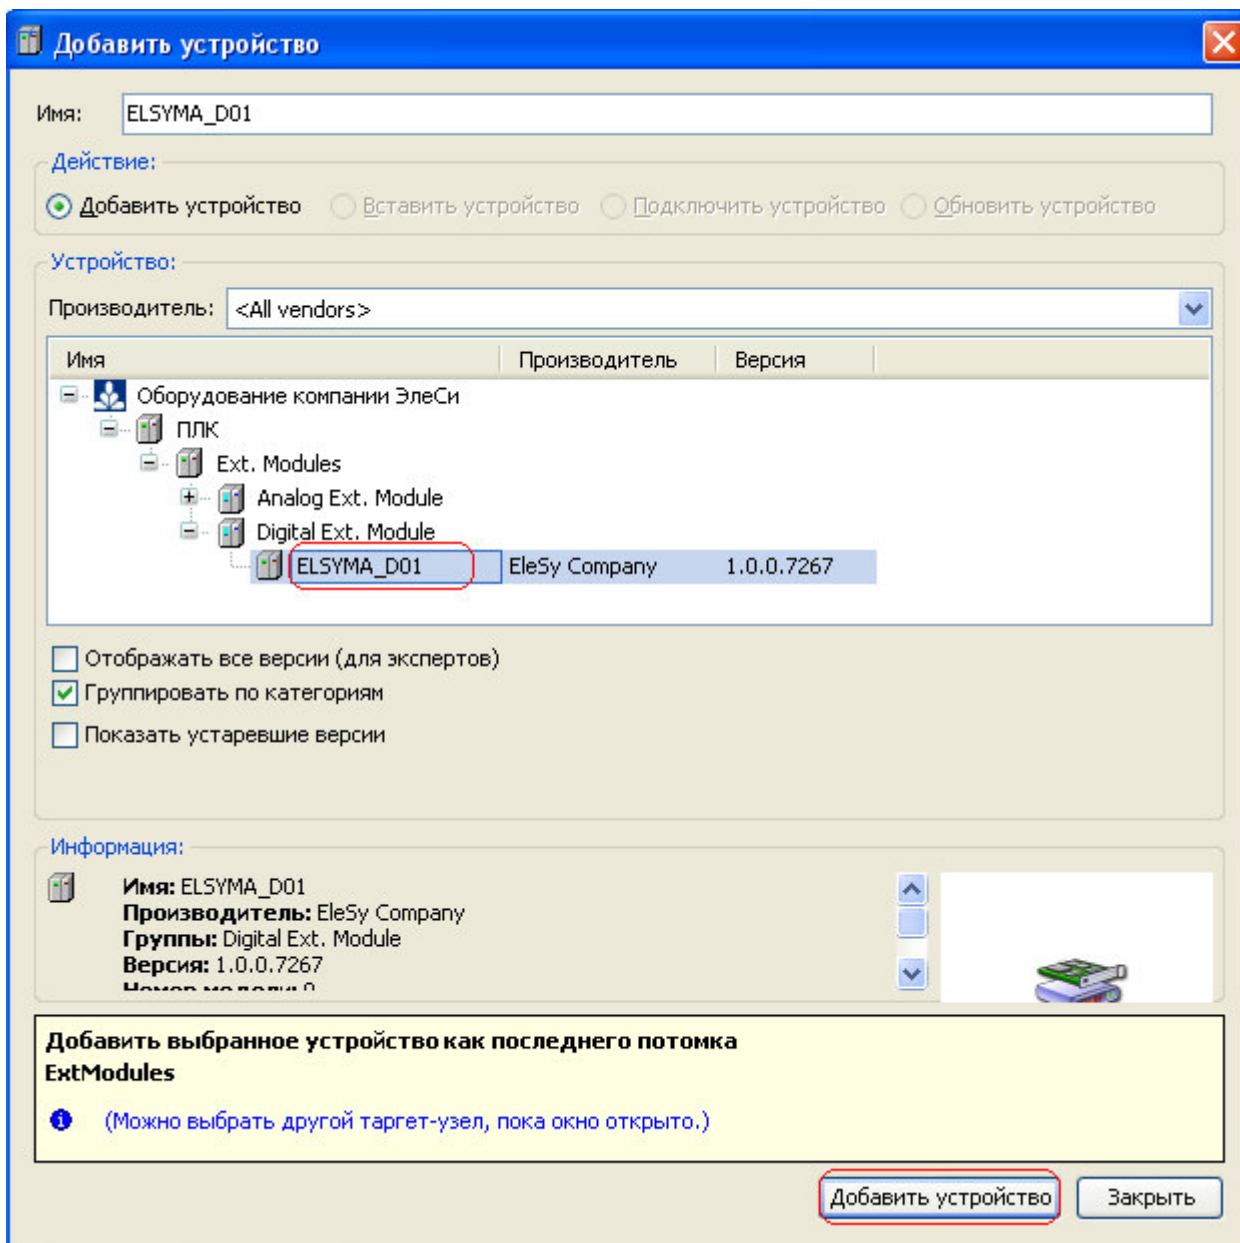 Добавить устройство
Имя: ELSYMA_D01
Действие:
Добавить устройство Вставить устройство Подключить устройство Обновить устройство
Устройство:
Производитель: <All vendors>
Имя Производитель Версия
Оборудование компании ЭлеСи
ПЛК
Ext. Modules
Analog Ext. Module
Digital Ext. Module
ELSYMA_D01 EleSy Company 1.0.0.7267
Отображать все версии (для экспертов)
Группировать по категориям
Показать устаревшие версии
Информация:
Имя: ELSYMA_D01
Производитель: EleSy Company
Группы: Digital Ext. Module
Версия: 1.0.0.7267
Номер модели: 0
Добавить выбранное устройство как последнего потомка
ExtModules
(Можно выбрать другой таргет-узел, пока окно открыто.)
Добавить устройство Закрыть